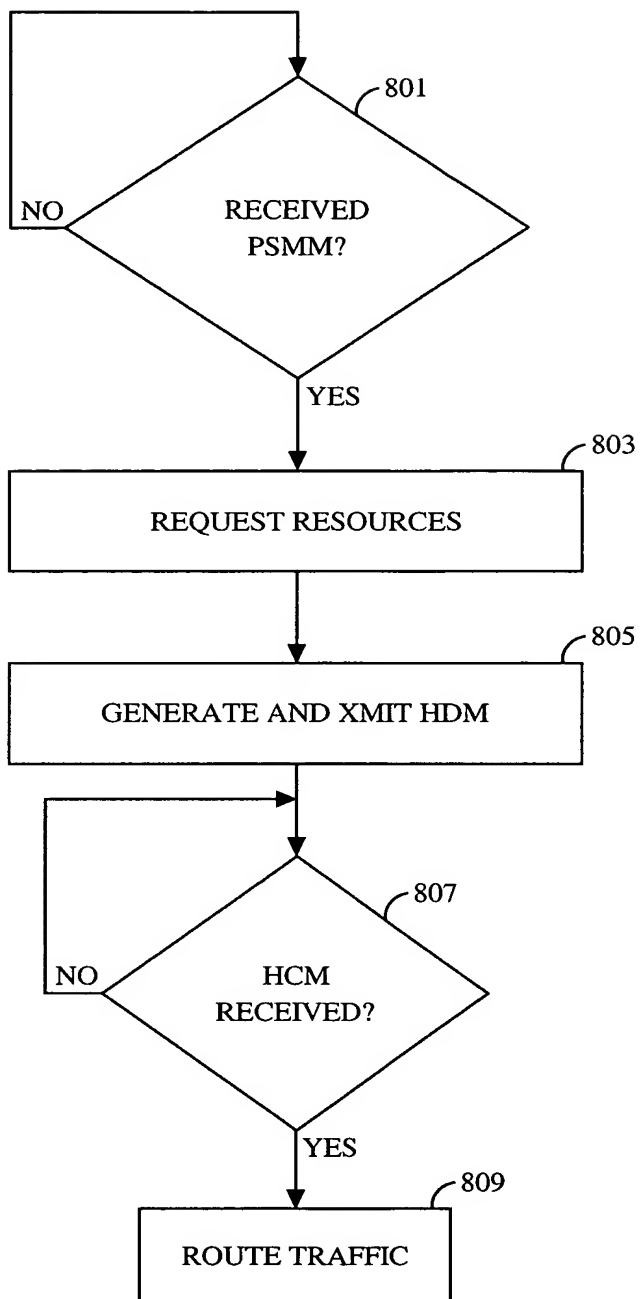 801
NO
RECEIVED
PSMM?
YES
803
REQUEST RESOURCES
805
GENERATE AND XMIT HDM
807
NO
HCM
RECEIVED?
YES
809
ROUTE TRAFFIC